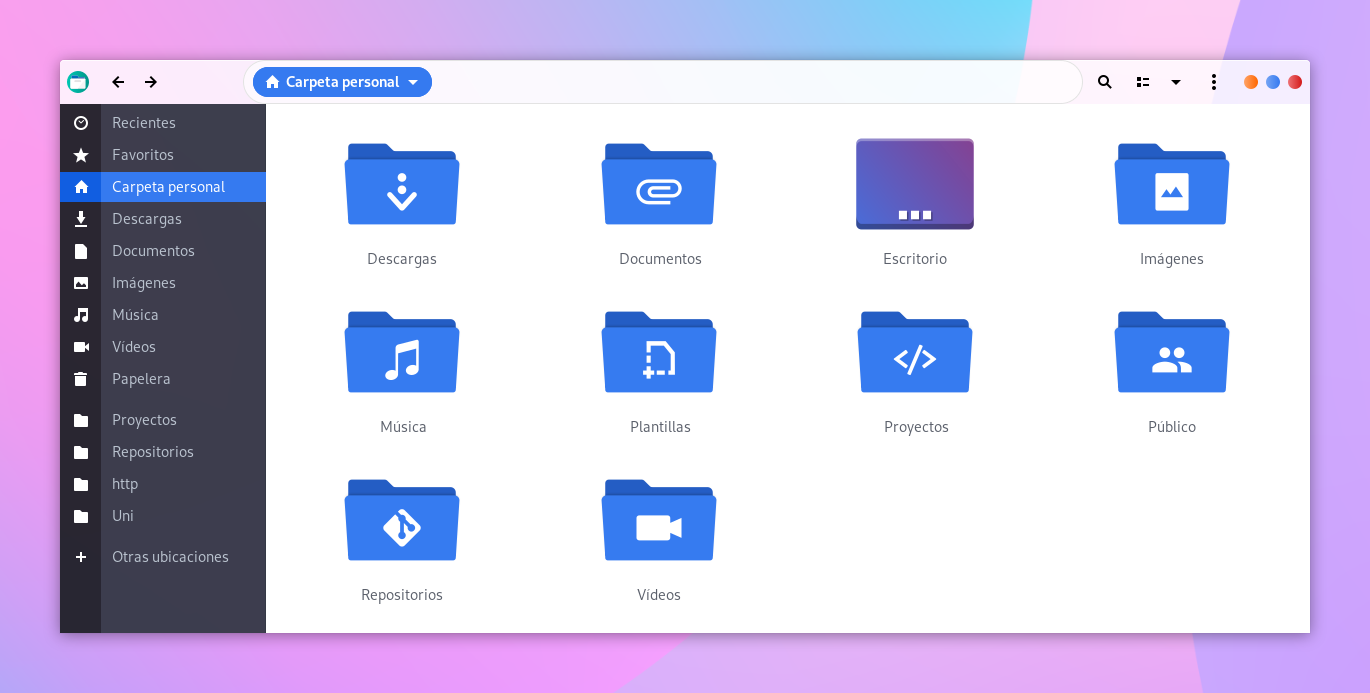 Carpeta personal
Recientes
Favoritos
Carpeta personal
Descargas
Documentos
Imágenes
Música
Vídeos
Papelera
Proyectos
Repositorios
http
Uni
Otras ubicaciones
Descargas
Documentos
Escritorio
Imágenes
Música
Plantillas
Proyectos
Público
Repositorios
Vídeos